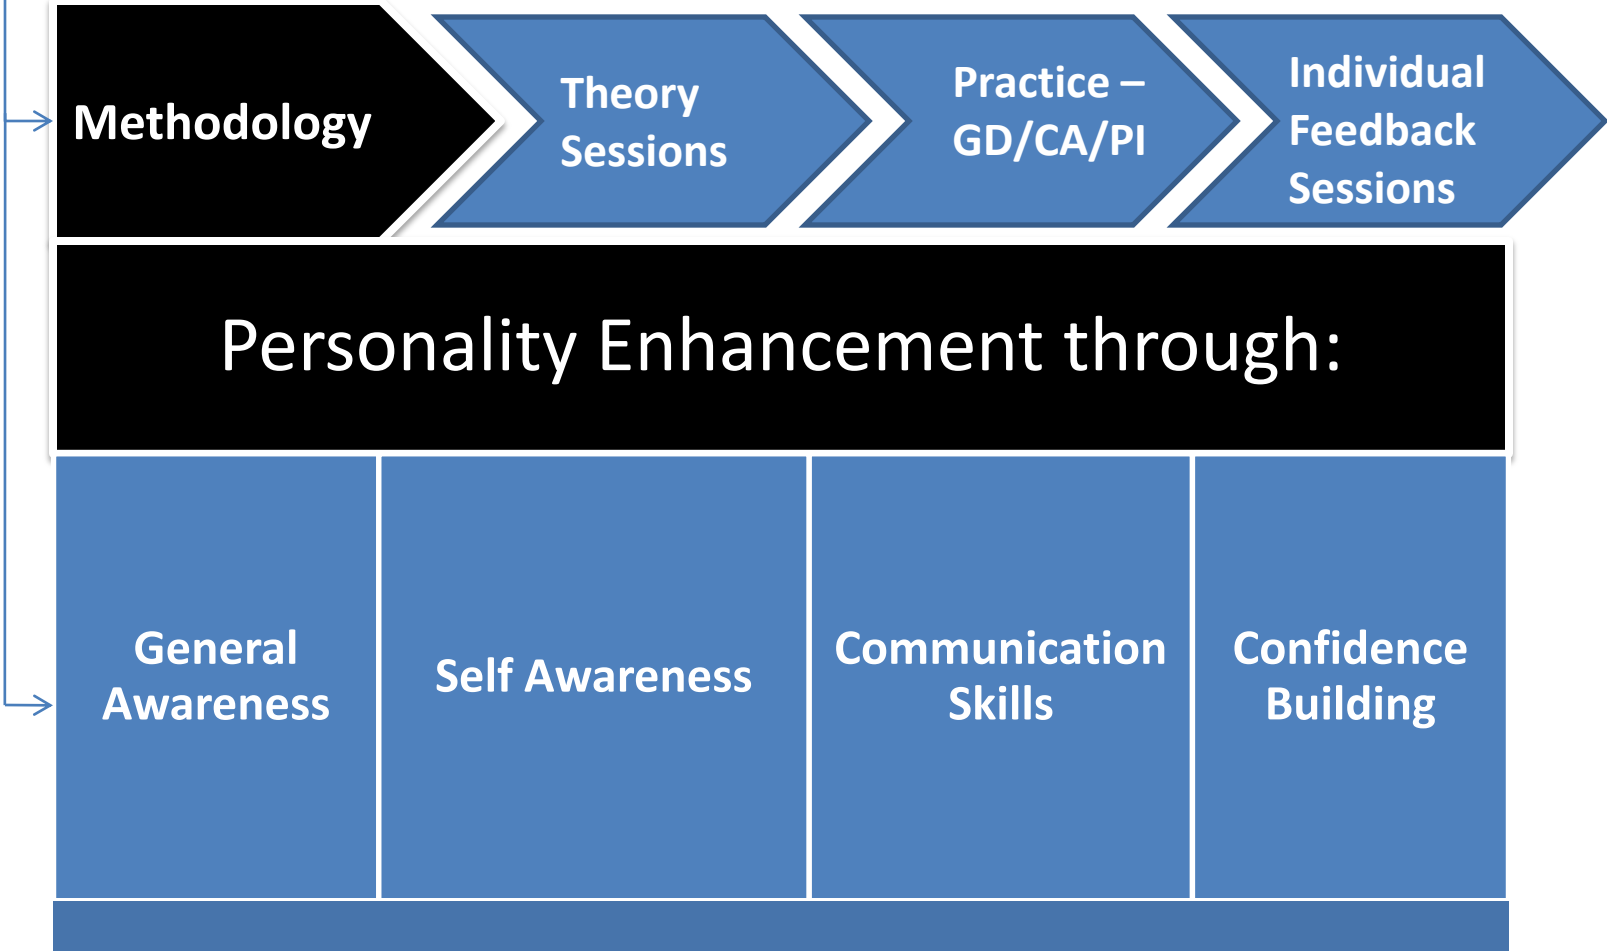 Methodology
Theory
Sessions
Practice –
GD/CA/PI
Individual
Feedback
Sessions
Personality Enhancement through:
General
Awareness
Self Awareness
Communication
Skills
Confidence
Building